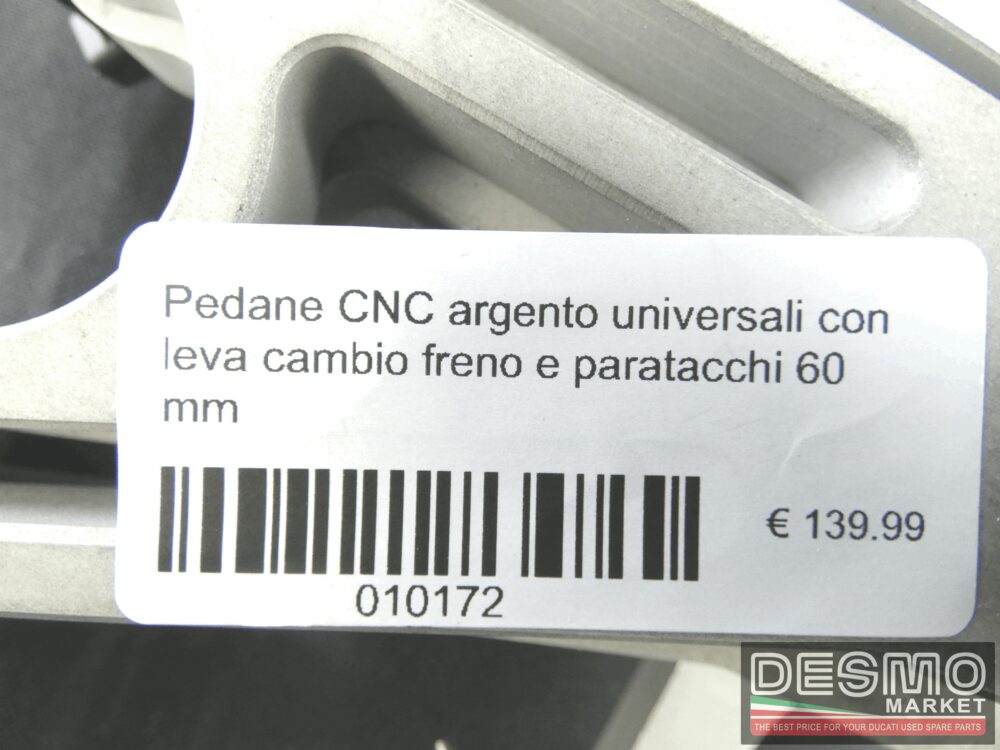 Pedane CNC argento universali con
leva cambio freno e paratacchi 60
mm
€ 139.99
010172
DESMO
MARKET
THE BEST PRICE FOR YOUR DUCATI USED SPARE PARTS